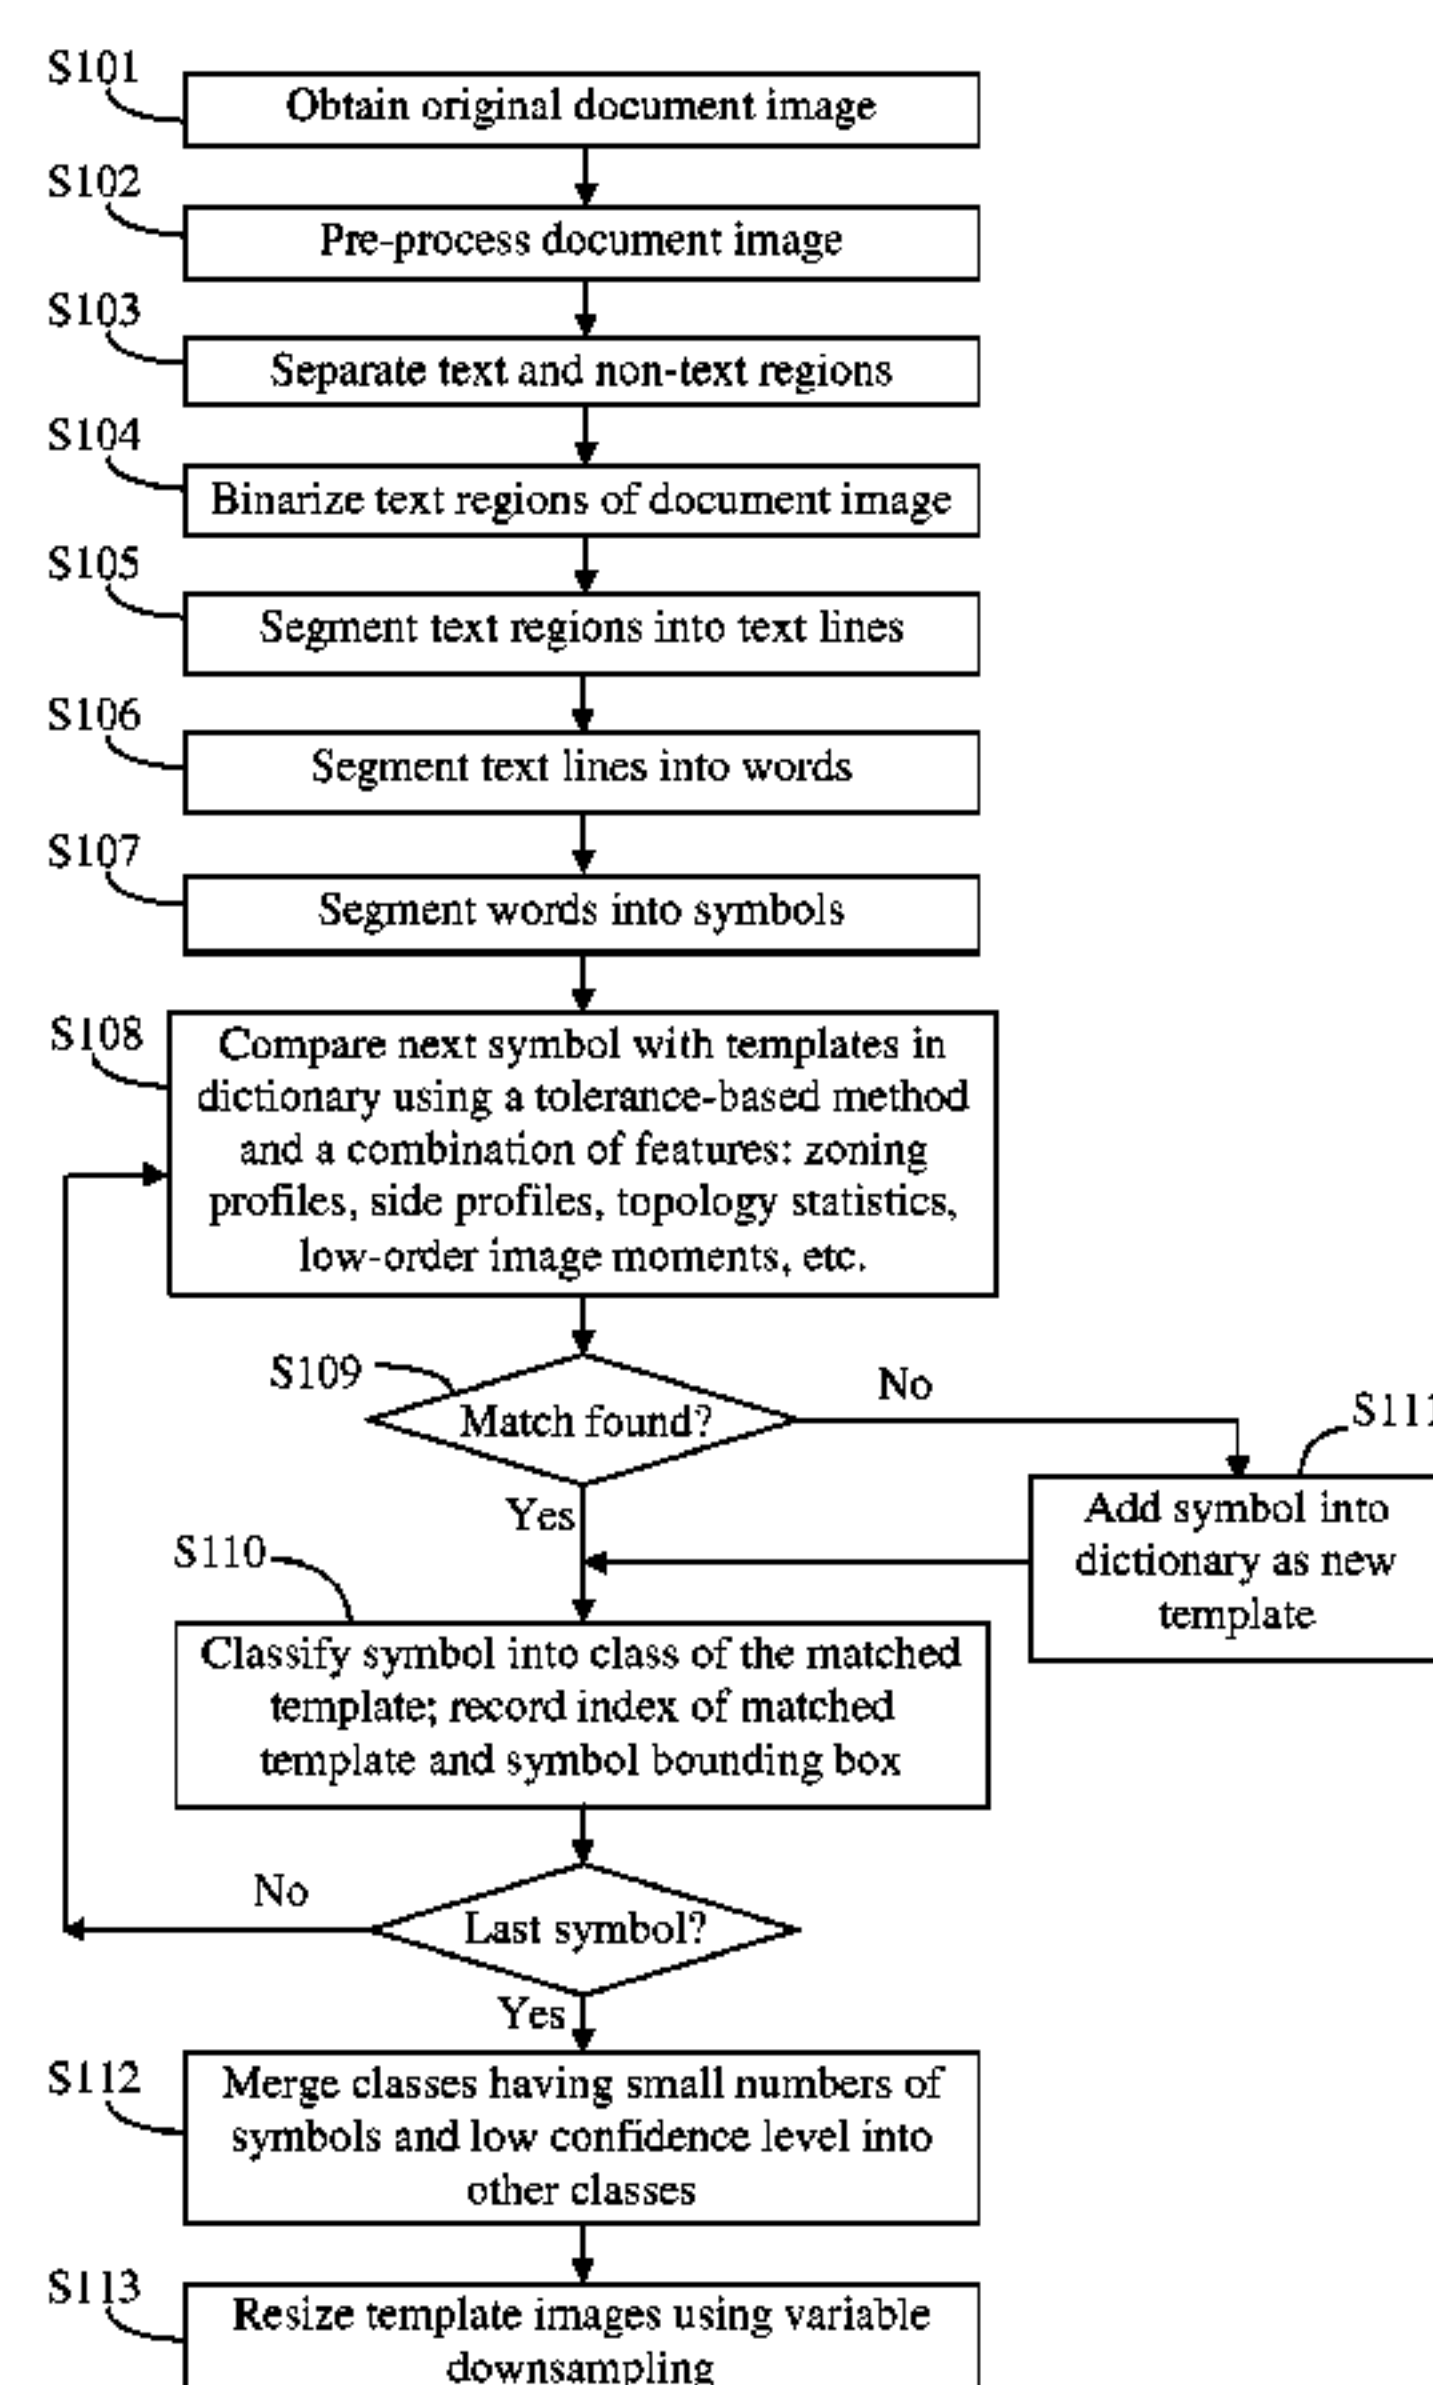 S101
Obtain original document image
S102
Pre-process document image
S103
Separate text and non-text regions
S104
Binarize text regions of document image
S105
Segment text regions into text lines
S106
Segment text lines into words
S107
Segment words into symbols
S108
Compare next symbol with templates in
dictionary using a tolerance-based method
and a combination of features: zoning
profiles, side profiles, topology statistics,
low-order image moments, etc.
S109
Match found?
No
S111
Add symbol into
dictionary as new
template
Yes
S110
Classify symbol into class of the matched
template; record index of matched
template and symbol bounding box
No
Last symbol?
Yes
S112
Merge classes having small numbers of
symbols and low confidence level into
other classes
S113
Resize template images using variable
downsampling